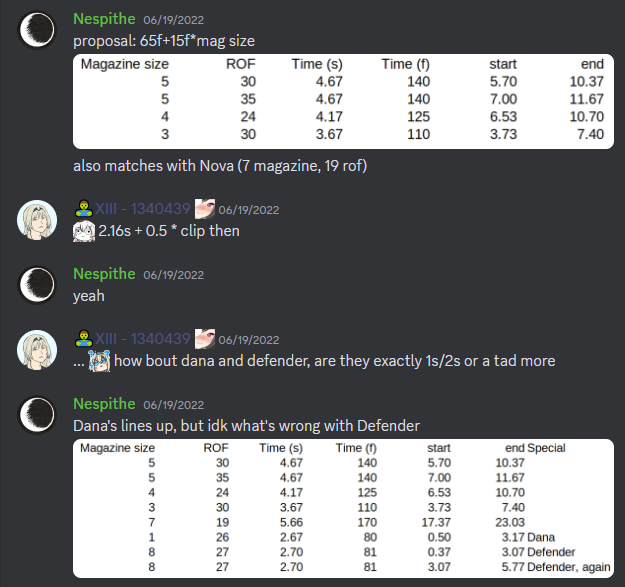 Nespithe 06/19/2022
proposal: 65f+15f*mag size
Magazine size ROF Time (s) Time (f) start end
5 30 4.67 140 5.70 10.37
5 35 4.67 140 7.00 11.67
4 24 4.17 125 6.53 10.70
3 30 3.67 110 3.73 7.40
also matches with Nova (7 magazine, 19 rof)
XIII - 1340439 06/19/2022
2.16s + 0.5 * clip then
Nespithe 06/19/2022
yeah
XIII - 1340439 06/19/2022
... how bout dana and defender, are they exactly 1s/2s or a tad more
Nespithe 06/19/2022
Dana's lines up, but idk what's wrong with Defender
Magazine size ROF Time (s) Time (f) start end Special
5 30 4.67 140 5.70 10.37
5 35 4.67 140 7.00 11.67
4 24 4.17 125 6.53 10.70
3 30 3.67 110 3.73 7.40
7 19 5.66 170 17.37 23.03
1 26 2.67 80 0.50 3.17 Dana
8 27 2.70 81 0.37 3.07 Defender
8 27 2.70 81 3.07 5.77 Defender, again